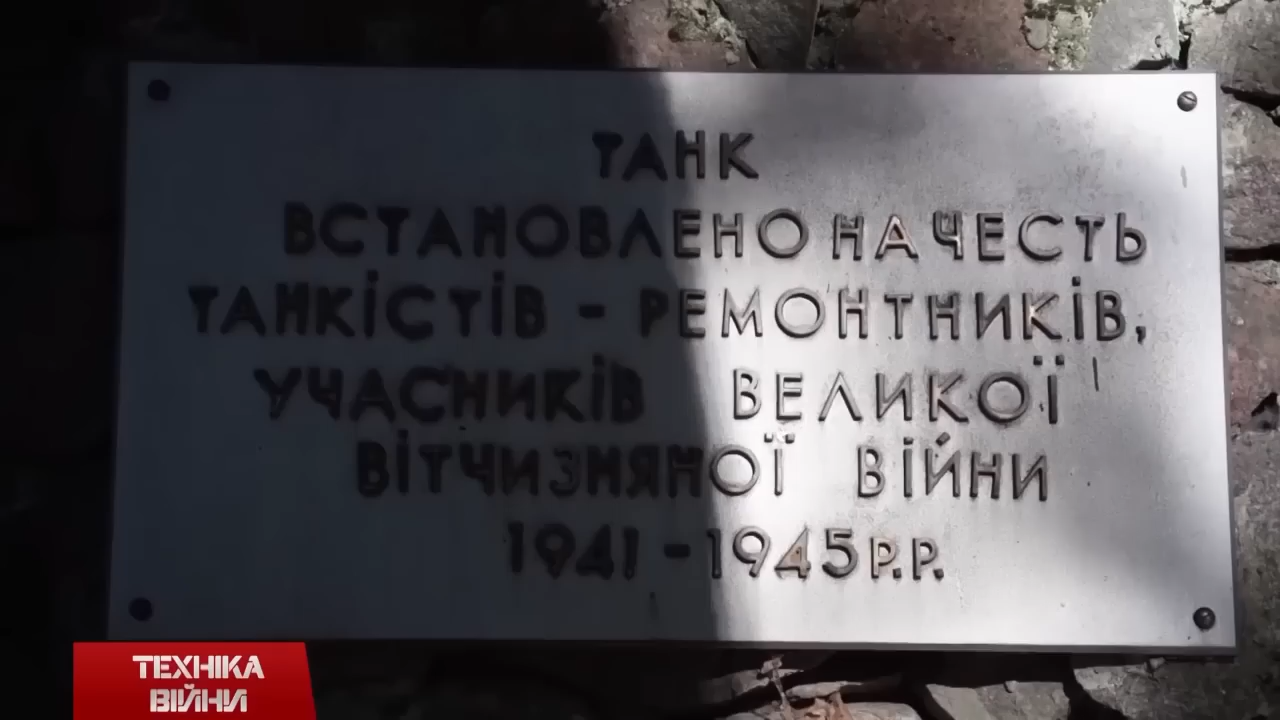 ТАНК
ВСТАНОВЛЕНО НА ЧЕСТЬ
ТАНКІСТІВ - РЕМОНТНИКІВ,
УЧАСНИКІВ ВЕЛИКОЇ
ВІТЧИЗНЯНОЇ ВІЙНИ
1941 - 1945 Р.Р.
ТЕХНІКА
ВІЙНИ